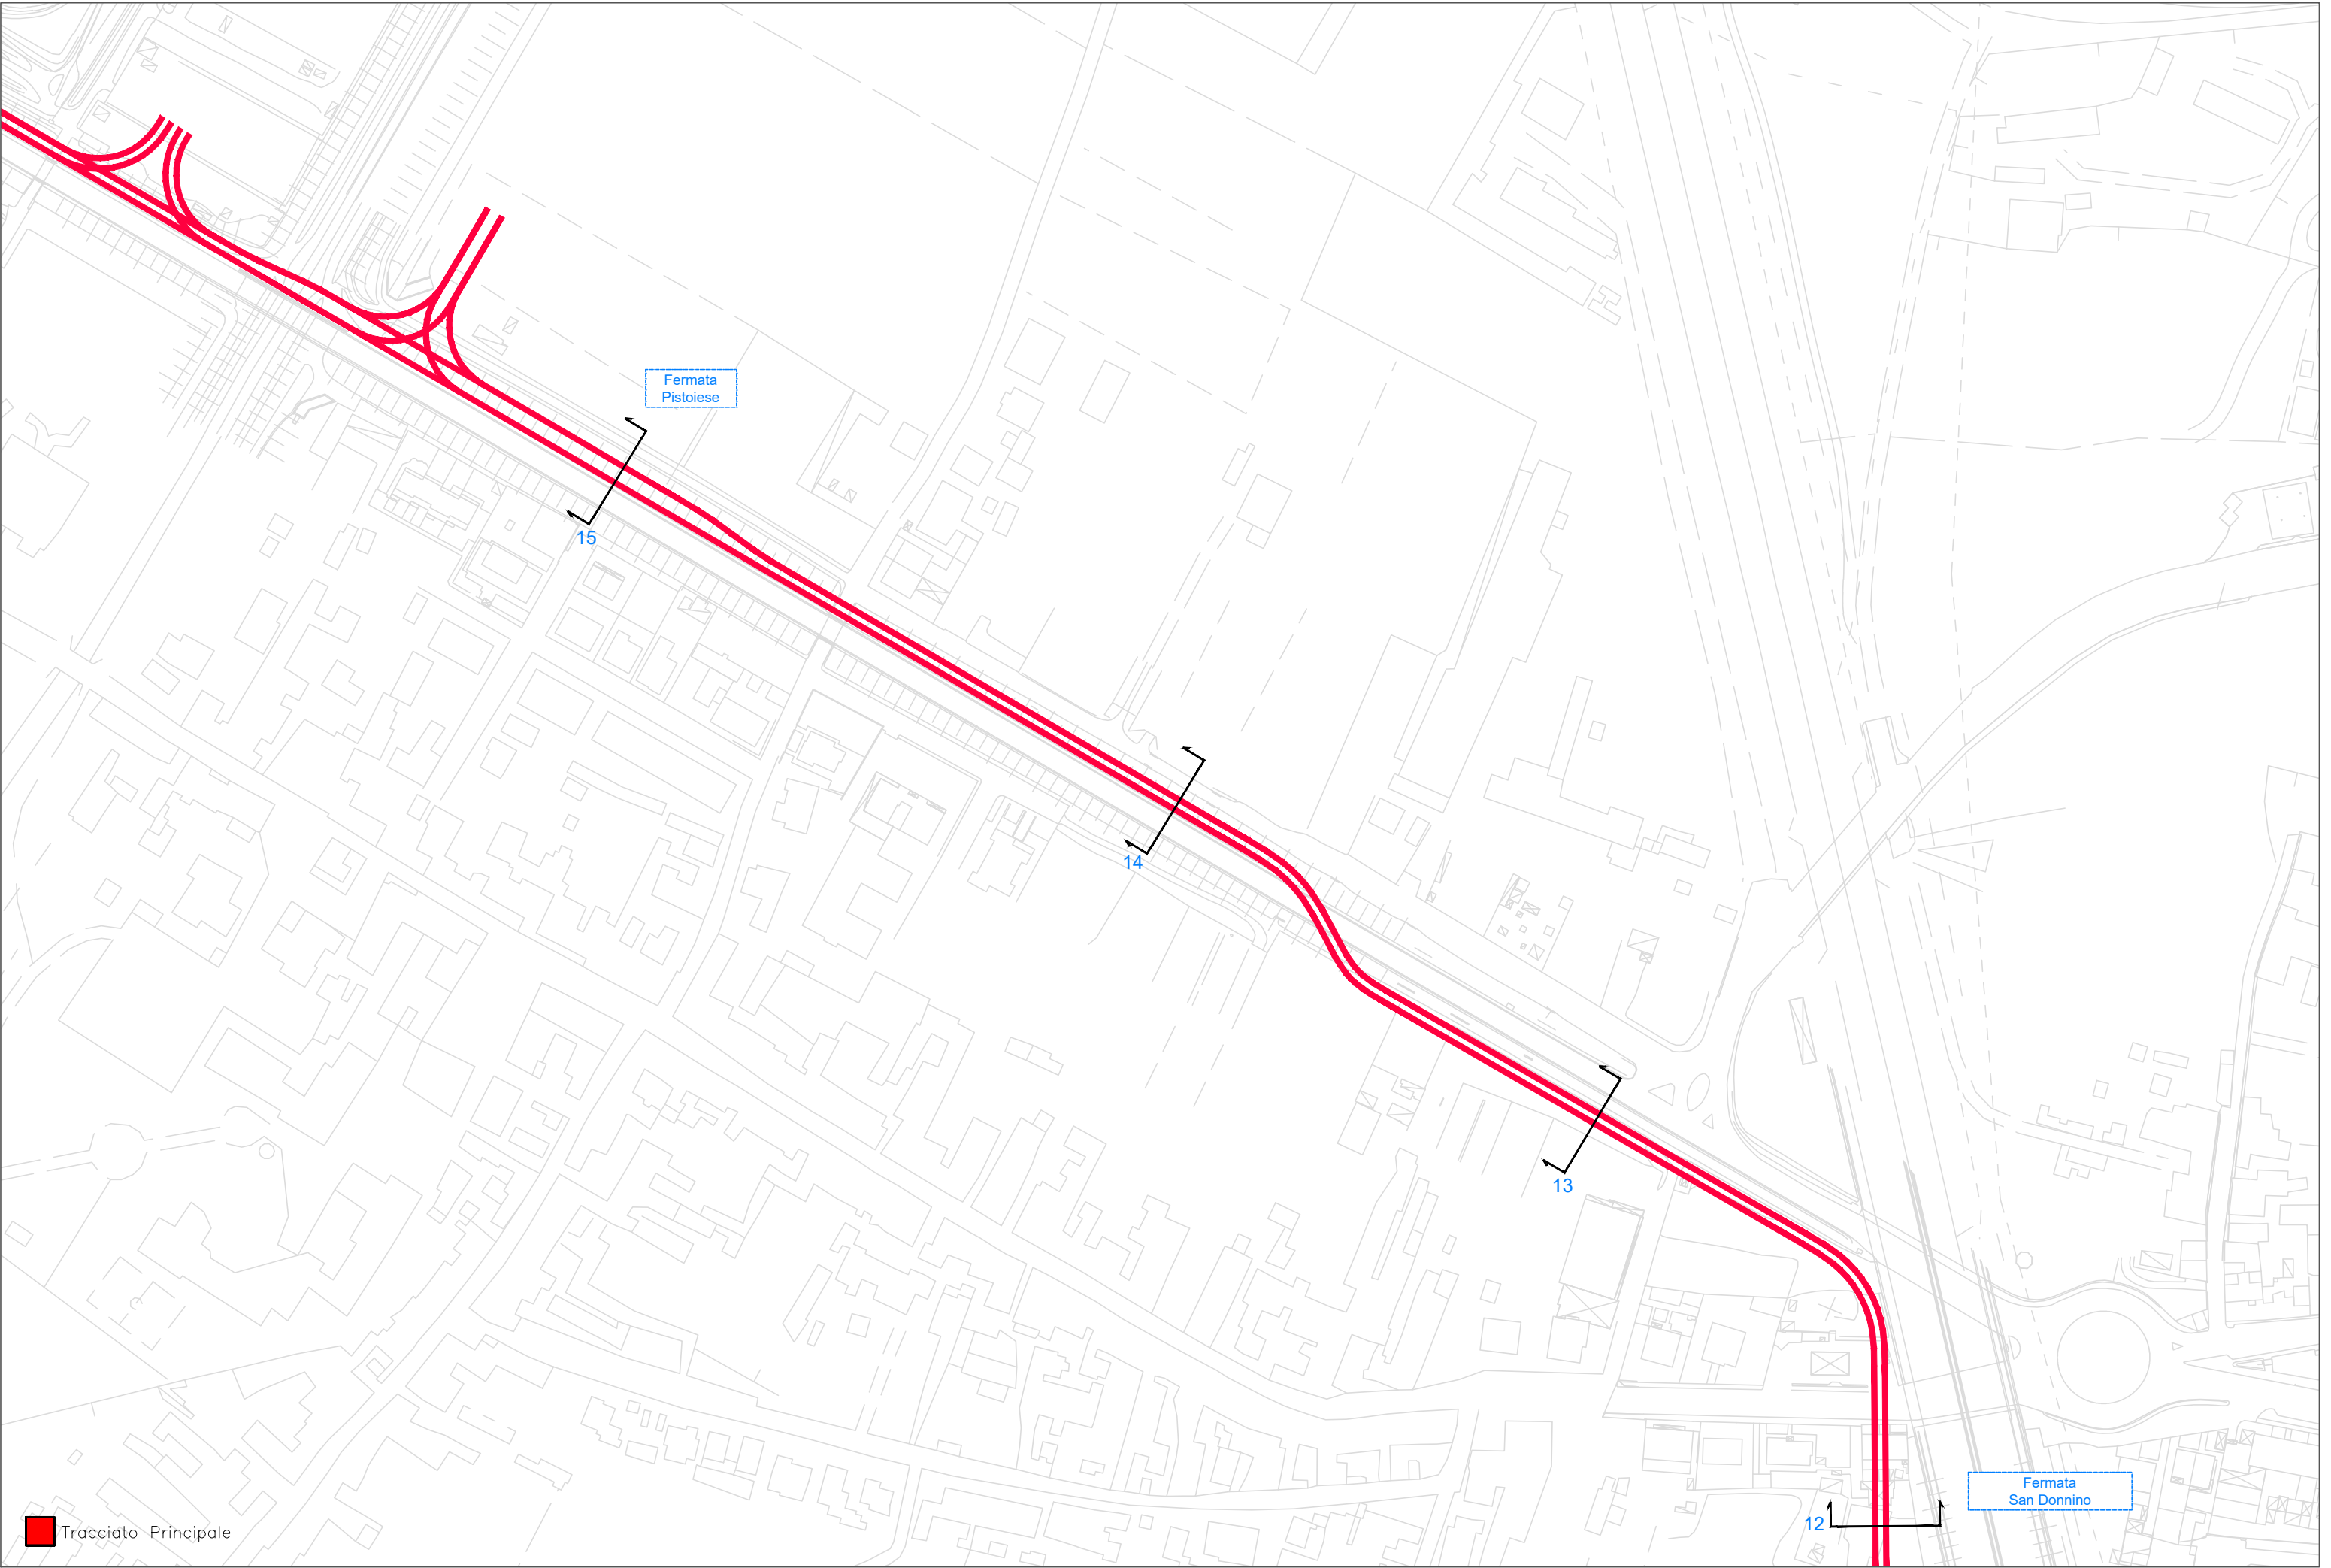 Fermata
Pistoiese
15
14
13
Fermata
San Donnino
12
Tracciato Principale